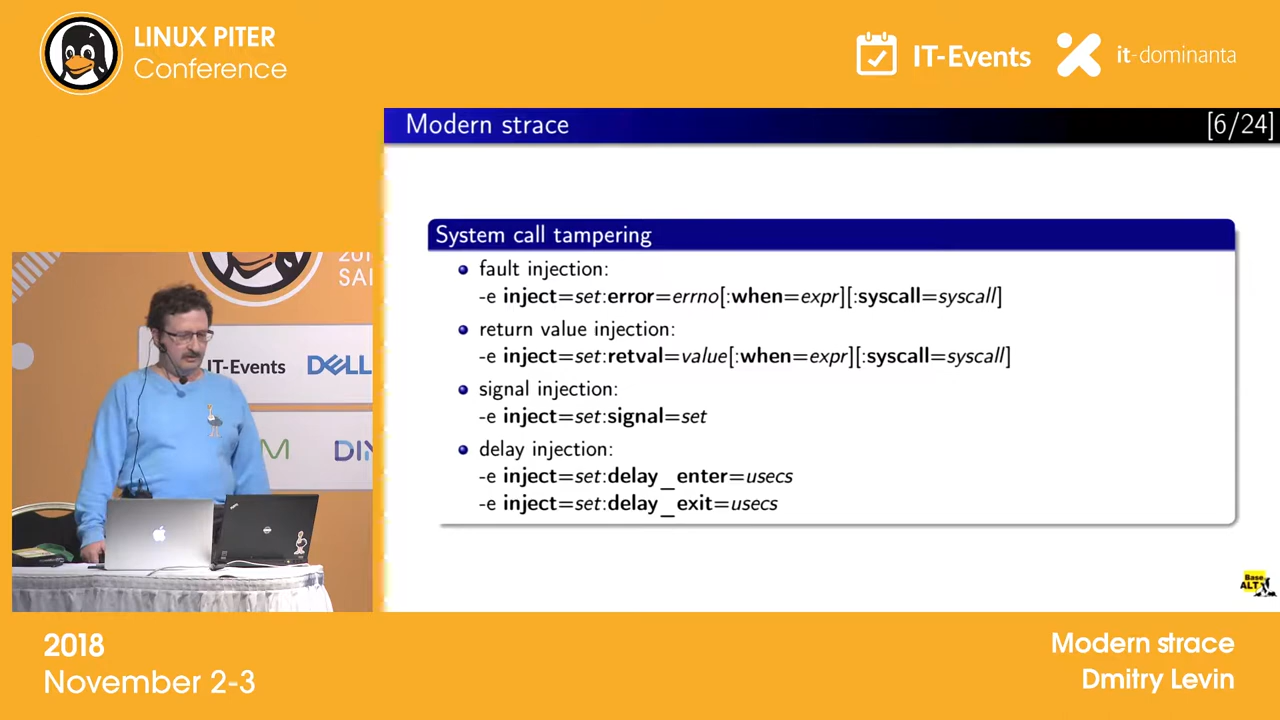 LINUX PITER
Conference
IT-Events
it-dominanta
Modern strace
[6/24]
System call tampering
fault injection:
-e inject=set:error=errno[:when=expr][:syscall=syscall]
return value injection:
-e inject=set:retval=value[:when=expr][:syscall=syscall]
signal injection:
-e inject=set:signal=set
delay injection:
-e inject=set:delay_enter=usecs
-e inject=set:delay_exit=usecs
IT-Events
DELL
Base
ALT
2018
November 2-3
Modern strace
Dmitry Levin